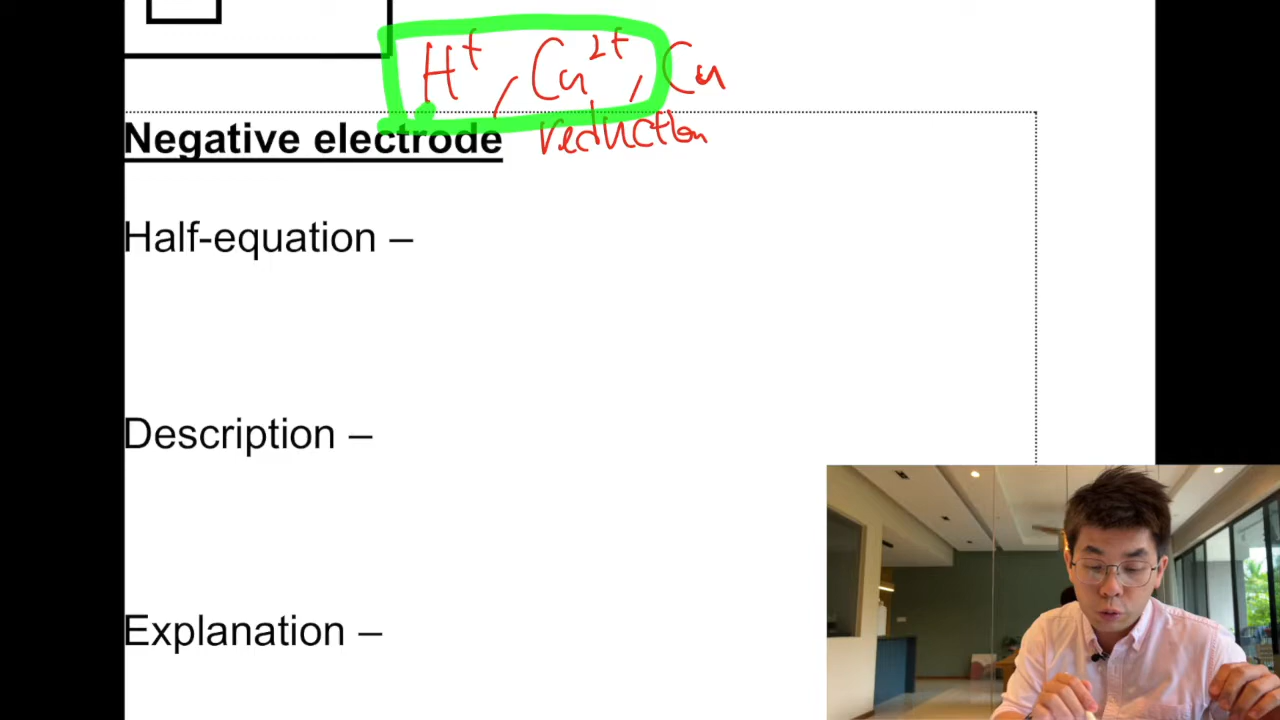 H⁺, Cu²⁺, Cu
Negative electrode reduction
Half-equation –
Description –
Explanation –